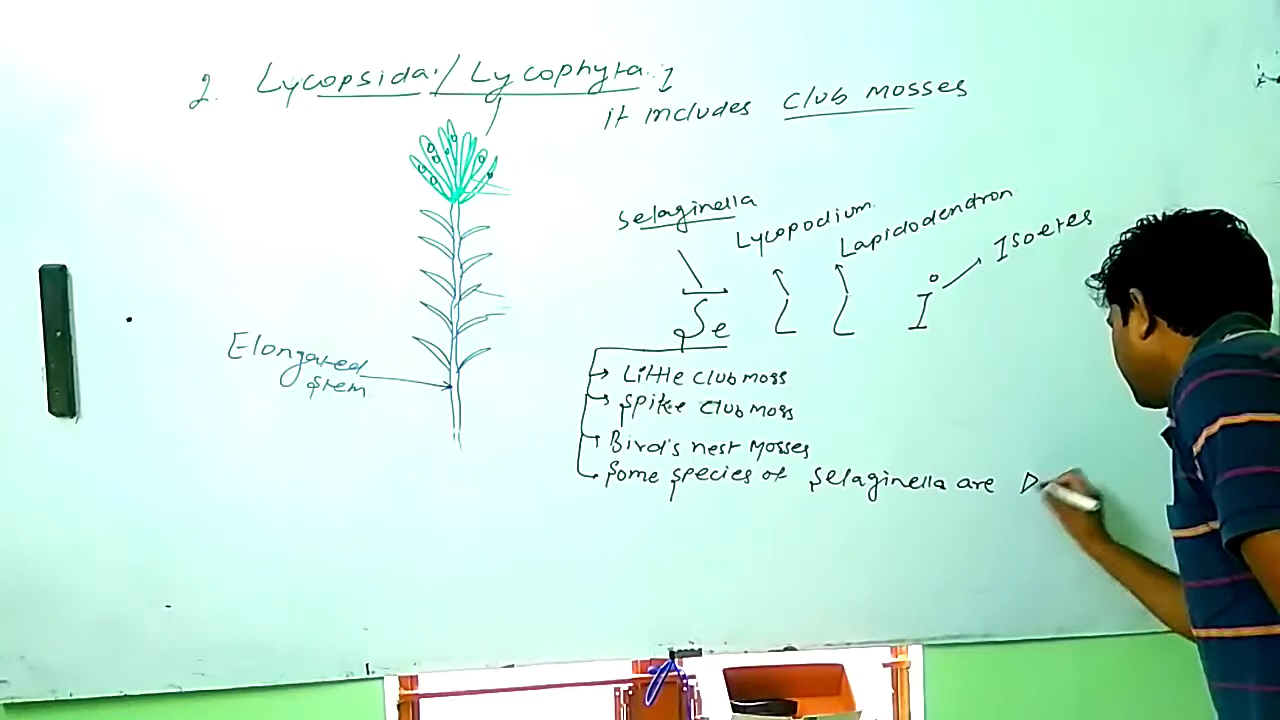 2. Lycopsida / Lycophyta :
it includes club mosses
Selaginella
Lycopodium
Lapidodendron
Isoetes
Se L L I
Elongated
stem
Little club moss
Spike club moss
Bird's nest Mosses
Some species of Selaginella are D